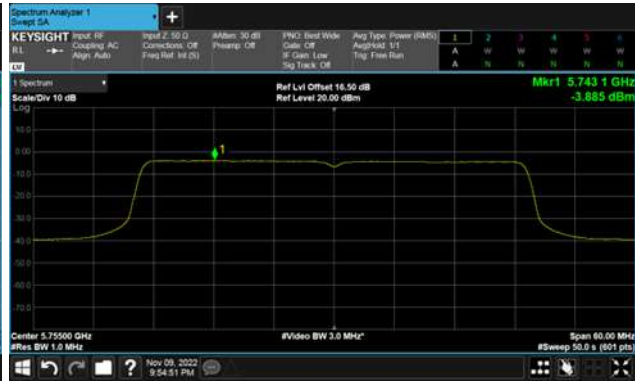 Spectrum Analyzer 1
Swept SA
+
KEYSIGHT Input: RF Input Z: 50 Ω #Atten: 30 dB PNO: Best Wide Avg Type: Power (RMS) 1 2 3 4 5 6
RL Coupling: AC Corrections: Off Preamp: Off Gate: Off Avg|Hold: 1/1 A W W W W W
Align: Auto Freq Ref: Int (S) IF Gain: Low Trig: Free Run A N N N N N
LW Sig Track: Off
1 Spectrum Ref Lvl Offset 16.50 dB Mkr1 5.743 1 GHz
Scale/Div 10 dB Ref Level 20.00 dBm -3.885 dBm
Log
10.0
0.00
1
-10.0
-20.0
-30.0
-40.0
-50.0
-60.0
-70.0
Center 5.75500 GHz #Video BW 3.0 MHz* Span 60.00 MHz
#Res BW 1.0 MHz #Sweep 50.0 s (601 pts)
? Nov 09, 2022
9:54:51 PM